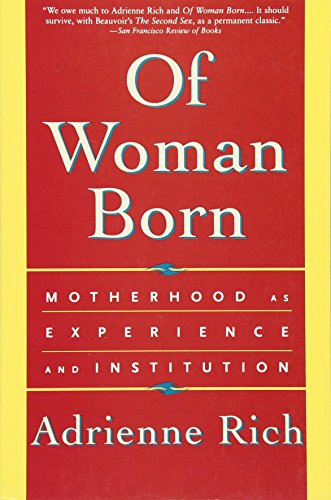 "We owe much to Adrienne Rich and Of Woman Born.... It should
survive, with Beauvoir's The Second Sex, as a permanent classic."
—San Francisco Review of Books
Of
Woman
Born
MOTHERHOOD AS
EXPERIENCE
AND INSTITUTION
Adrienne Rich